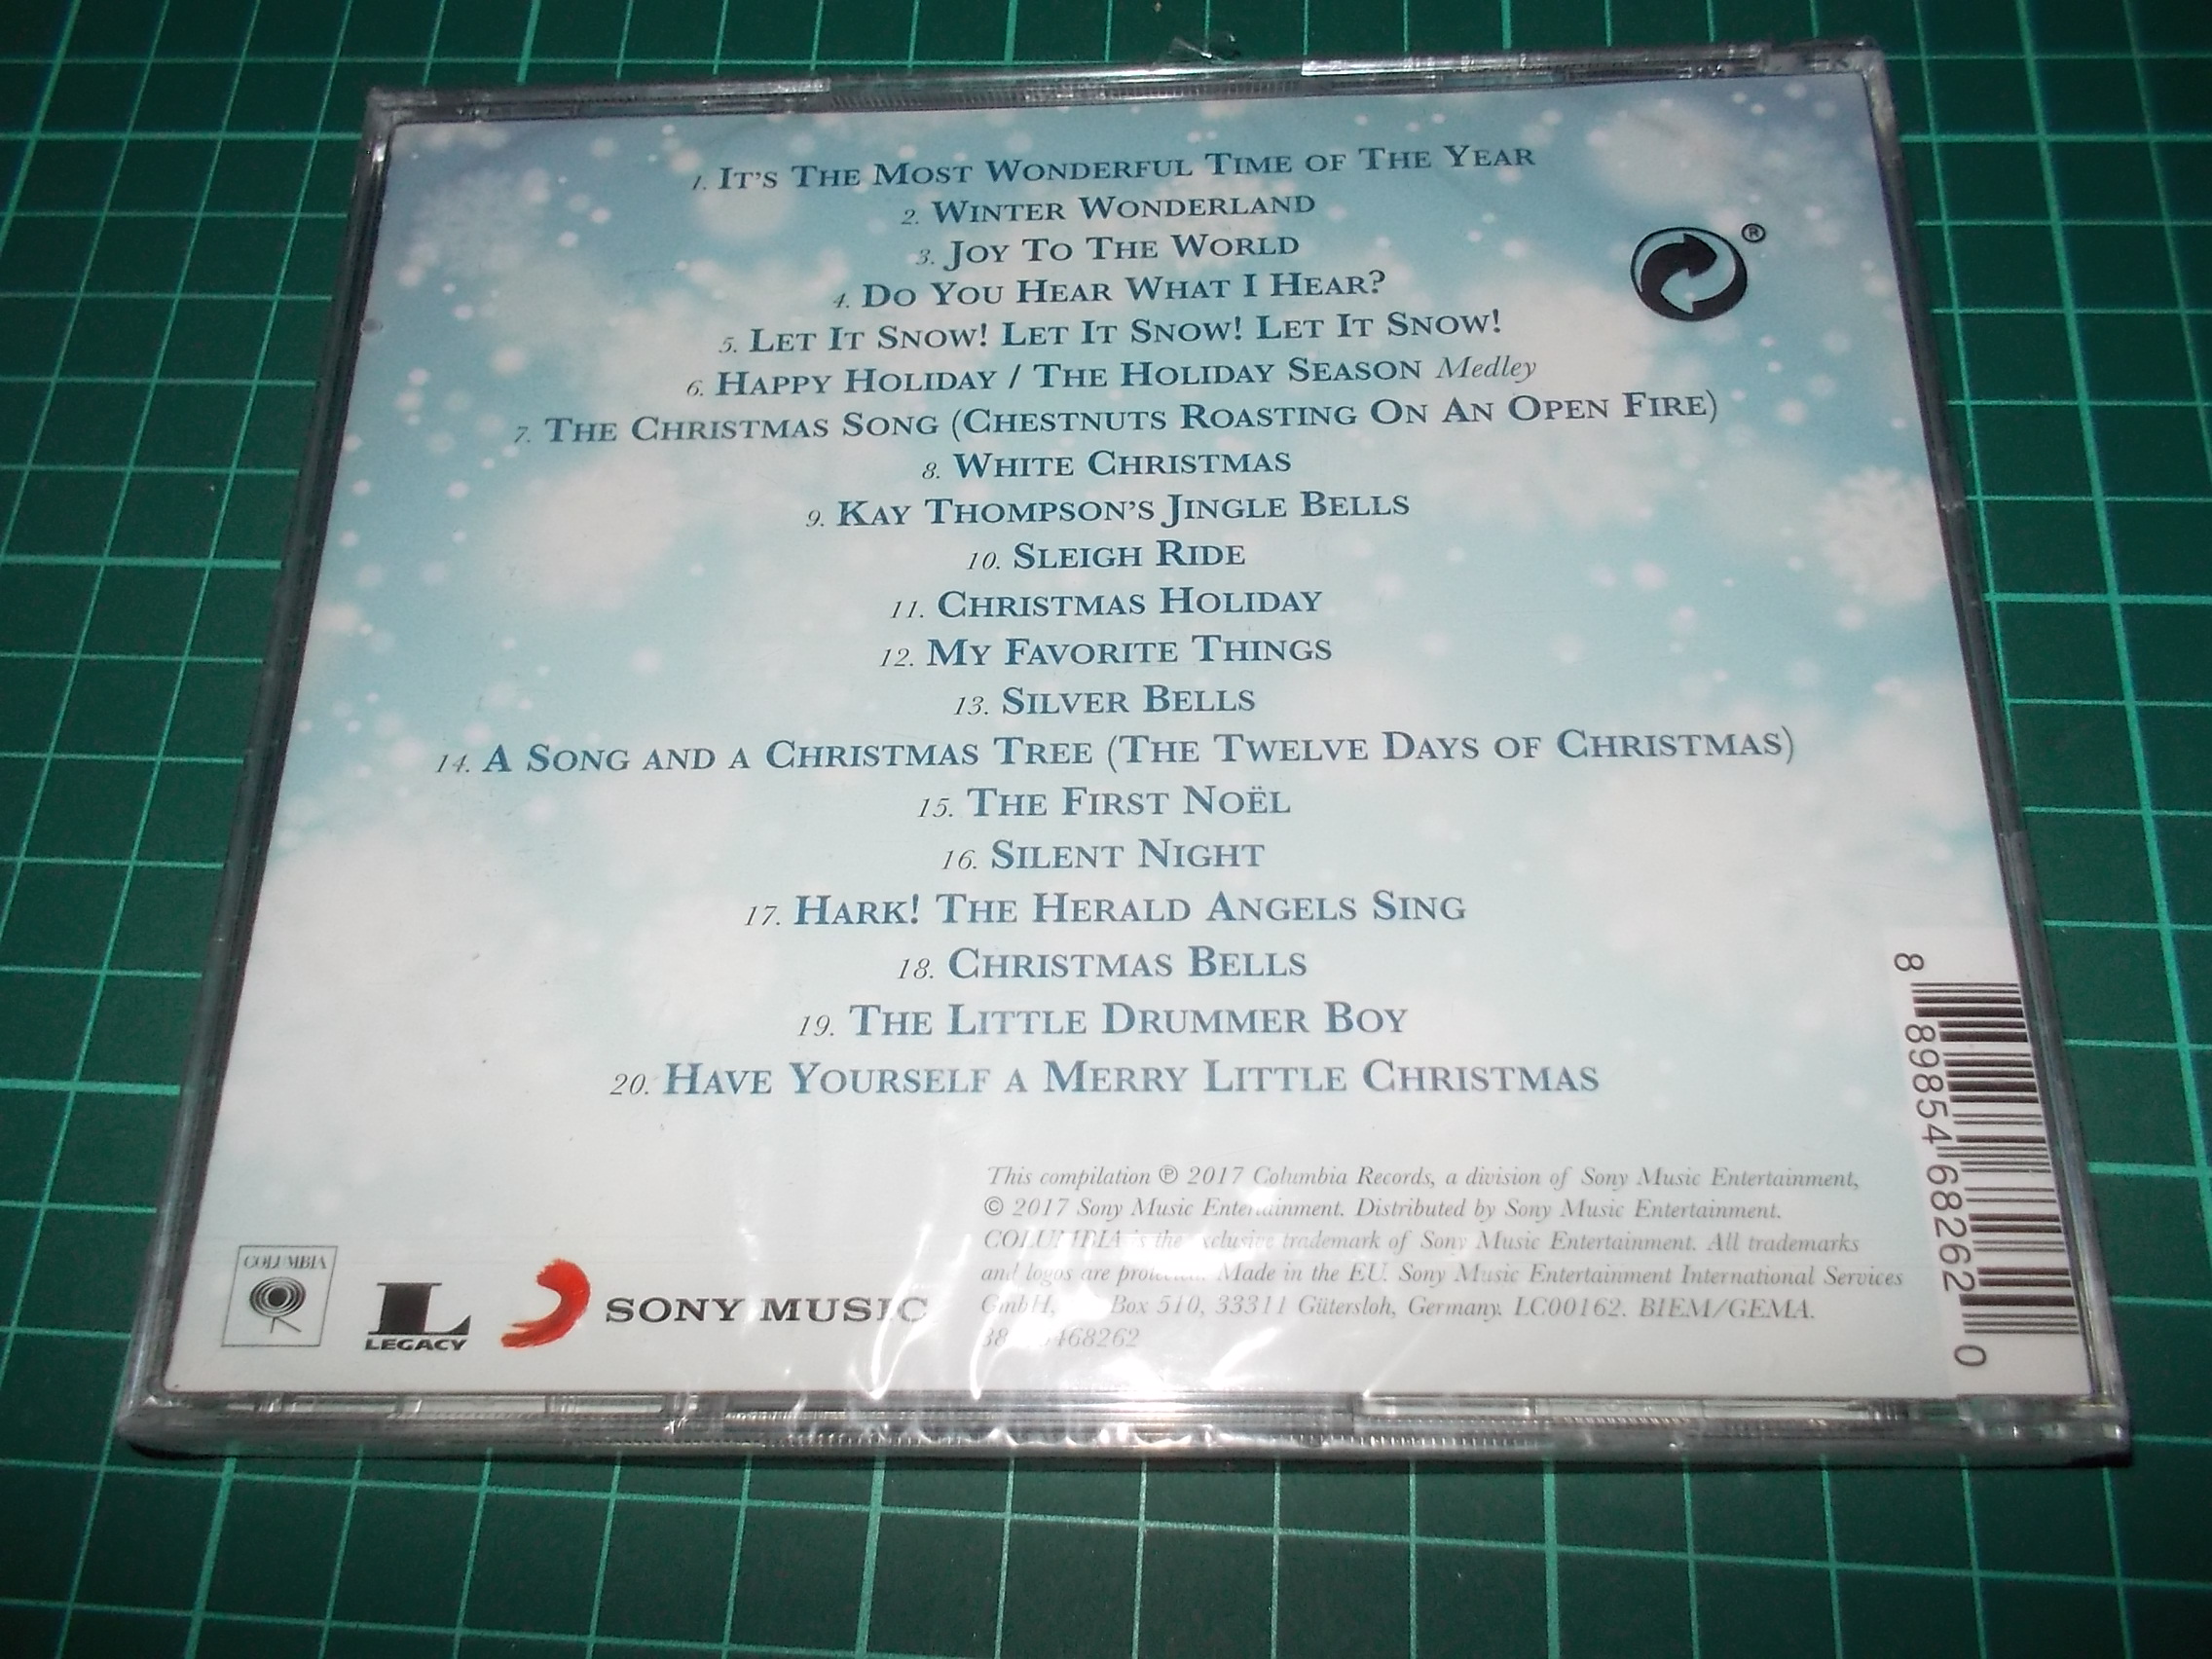 1. It's The Most Wonderful Time of The Year
2. Winter Wonderland
3. Joy To The World
4. Do You Hear What I Hear?
5. Let It Snow! Let It Snow! Let It Snow!
6. Happy Holiday / The Holiday Season Medley
7. The Christmas Song (Chestnuts Roasting On An Open Fire)
8. White Christmas
9. Kay Thompson's Jingle Bells
10. Sleigh Ride
11. Christmas Holiday
12. My Favorite Things
13. Silver Bells
14. A Song and a Christmas Tree (The Twelve Days of Christmas)
15. The First Noël
16. Silent Night
17. Hark! The Herald Angels Sing
18. Christmas Bells
19. The Little Drummer Boy
20. Have Yourself a Merry Little Christmas
®
8 89854 68262 0
This compilation ℗ 2017 Columbia Records, a division of Sony Music Entertainment,
© 2017 Sony Music Entertainment. Distributed by Sony Music Entertainment.
COLUMBIA is the exclusive trademark of Sony Music Entertainment. All trademarks
and logos are Made in the EU. Sony Music Entertainment International Services
GmbH, Box 510, 33311 Gütersloh, Germany. LC00162. BIEM/GEMA.
COLUMBIA
L
LEGACY
SONY MUSIC